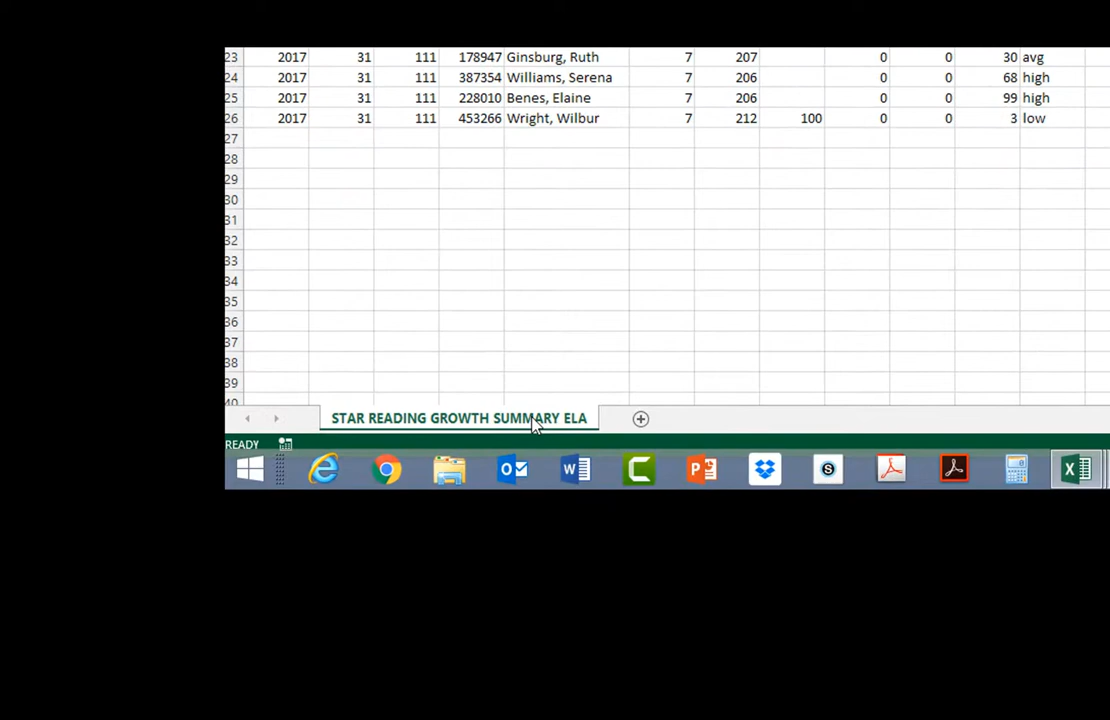 23 2017 31 111 178947 Ginsburg, Ruth 7 207 0 0 30 avg
24 2017 31 111 387354 Williams, Serena 7 206 0 0 68 high
25 2017 31 111 228010 Benes, Elaine 7 206 0 0 99 high
26 2017 31 111 453266 Wright, Wilbur 7 212 100 0 0 3 low
27
28
29
30
31
32
33
34
35
36
37
38
39
40
STAR READING GROWTH SUMMARY ELA
READY